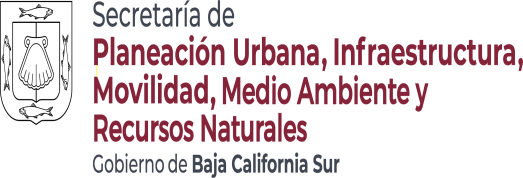 Secretaría de
Planeación Urbana, Infraestructura,
Movilidad, Medio Ambiente y
Recursos Naturales
Gobierno de Baja California Sur